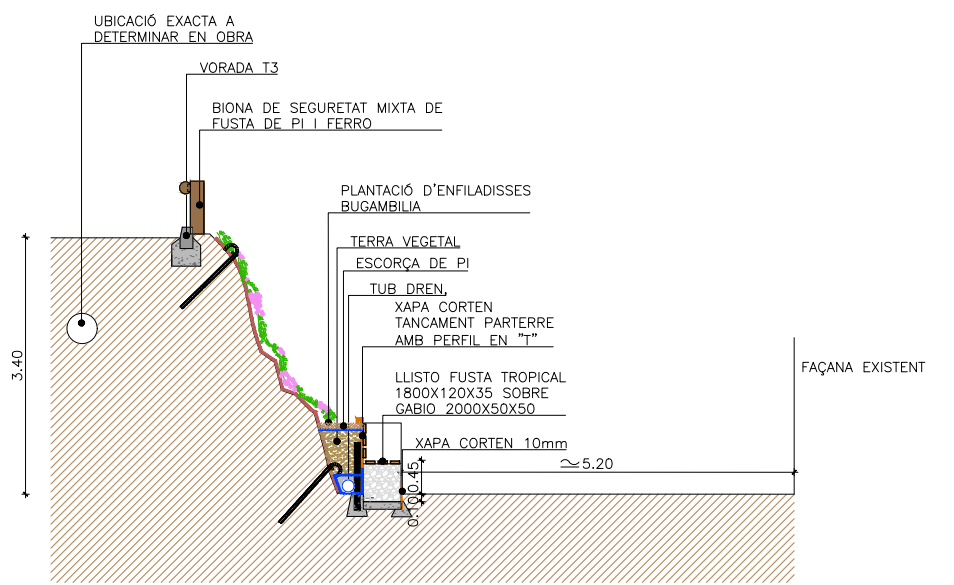 UBICACIÓ EXACTA A
DETERMINAR EN OBRA
VORADA T3
BIONA DE SEGURETAT MIXTA DE
FUSTA DE PI I FERRO
PLANTACIÓ D'ENFILADISSES
BUGAMBILIA
TERRA VEGETAL
ESCORÇA DE PI
TUB DREN,
XAPA CORTEN
TANCAMENT PARTERRE
AMB PERFIL EN "T"
LLISTO FUSTA TROPICAL
1800X120X35 SOBRE
GABIO 2000X50X50
XAPA CORTEN 10mm
FAÇANA EXISTENT
3.40
≃5.20
0.45
0.10